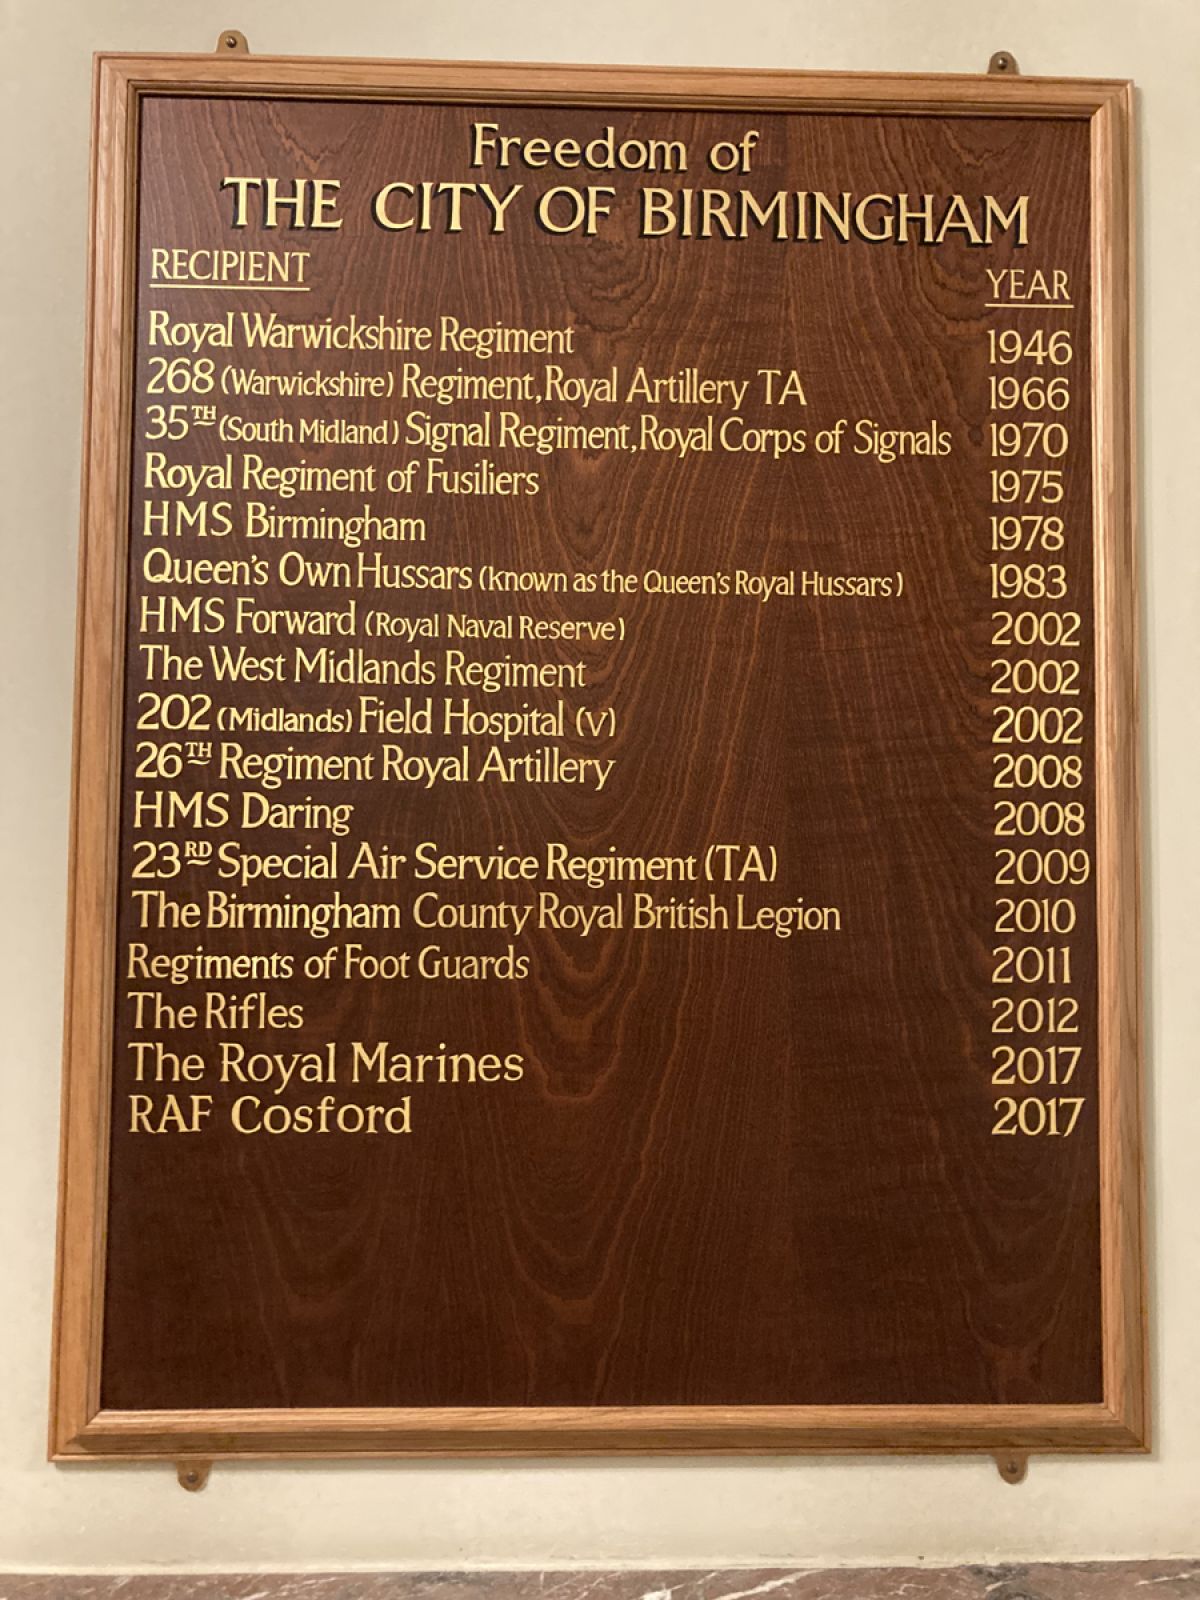 Freedom of
THE CITY OF BIRMINGHAM
RECIPIENT YEAR
Royal Warwickshire Regiment 1946
268 (Warwickshire) Regiment, Royal Artillery TA 1966
35TH (South Midland) Signal Regiment, Royal Corps of Signals 1970
Royal Regiment of Fusiliers 1975
HMS Birmingham 1978
Queen's Own Hussars (known as the Queen's Royal Hussars) 1983
HMS Forward (Royal Naval Reserve) 2002
The West Midlands Regiment 2002
202 (Midlands) Field Hospital (V) 2002
26TH Regiment Royal Artillery 2008
HMS Daring 2008
23RD Special Air Service Regiment (TA) 2009
The Birmingham County Royal British Legion 2010
Regiments of Foot Guards 2011
The Rifles 2012
The Royal Marines 2017
RAF Cosford 2017